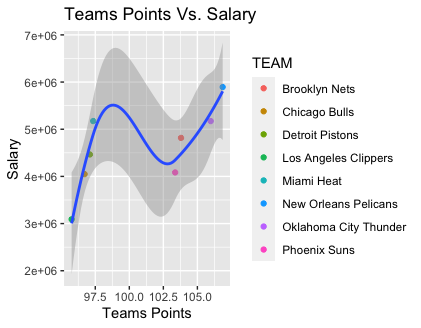 Teams Points Vs. Salary
7e+06
6e+06
5e+06
4e+06
3e+06
2e+06
Salary
97.5 100.0 102.5 105.0
Teams Points
TEAM
Brooklyn Nets
Chicago Bulls
Detroit Pistons
Los Angeles Clippers
Miami Heat
New Orleans Pelicans
Oklahoma City Thunder
Phoenix Suns